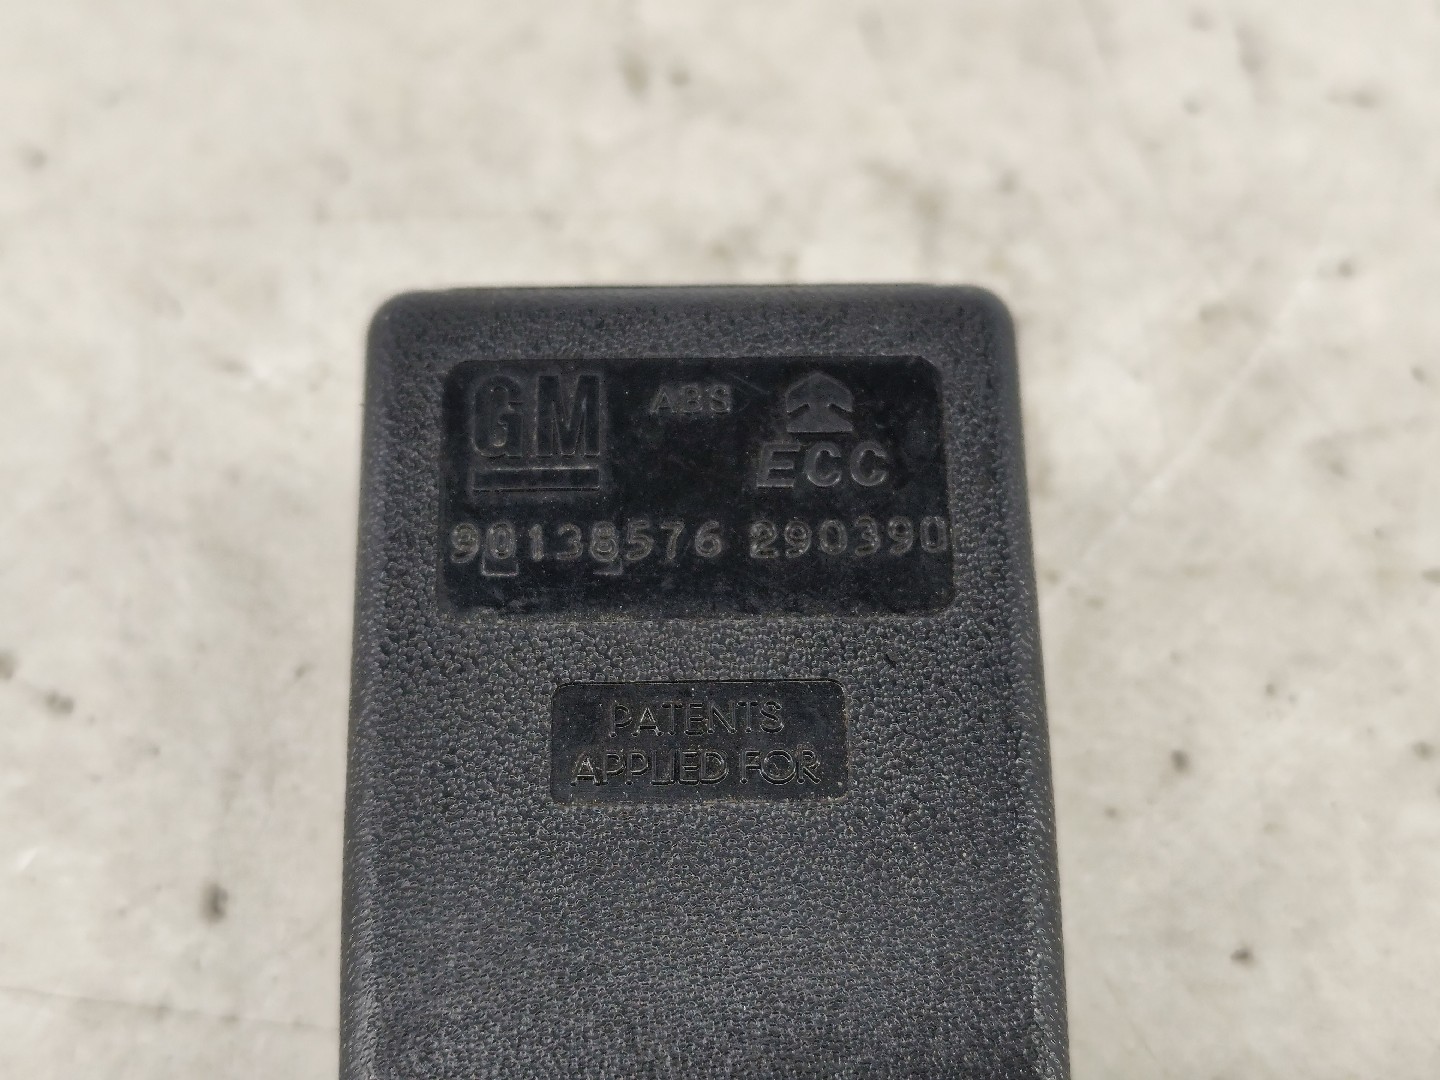 GM ABS ECC
90138576 290390
PATENTS
APPLIED FOR